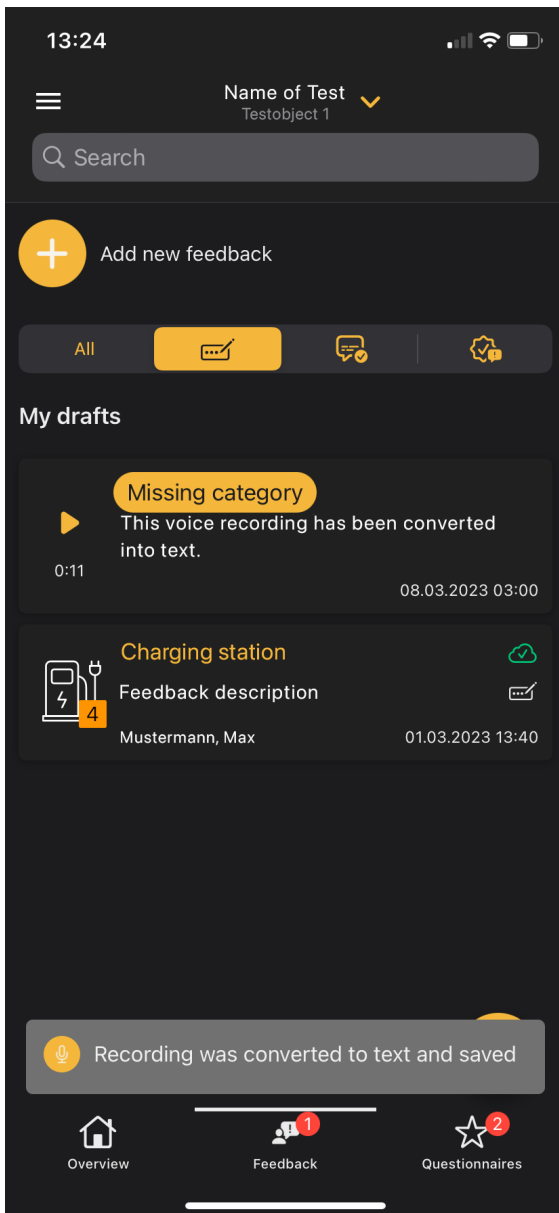 13:24
Name of Test
Testobject 1
Search
Add new feedback
All
My drafts
Missing category
This voice recording has been converted
into text.
0:11
08.03.2023 03:00
Charging station
Feedback description
4
Mustermann, Max
01.03.2023 13:40
Recording was converted to text and saved
1
2
Overview
Feedback
Questionnaires